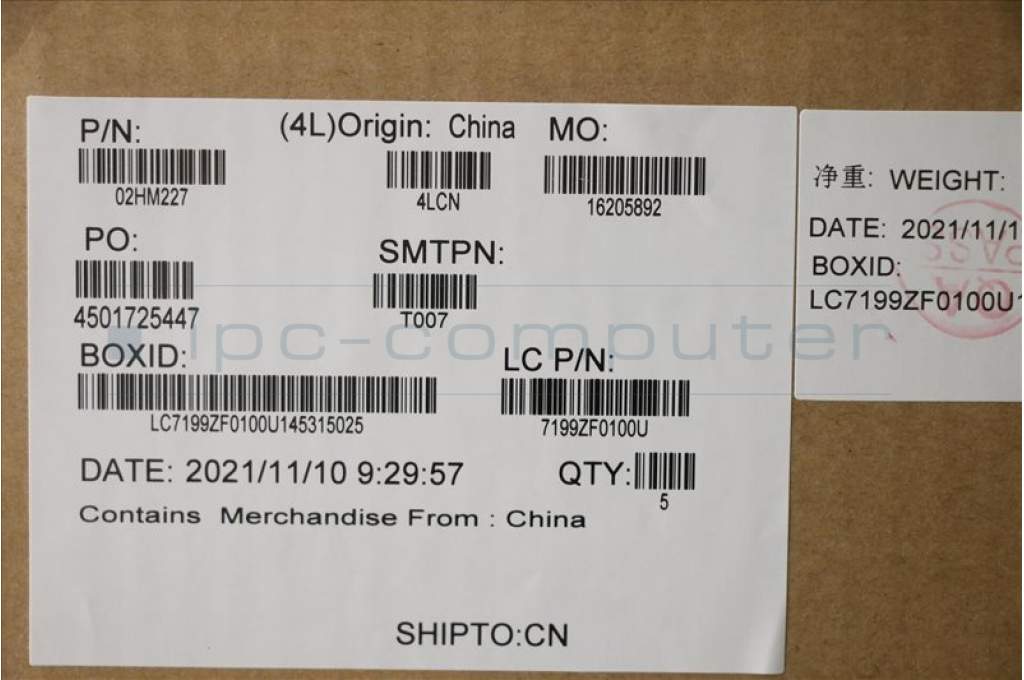 P/N:
02HM227
(4L)Origin: China
4LCN
MO:
16205892
PO:
4501725447
SMTPN:
T007
BOXID:
LC7199ZF0100U145315025
LC P/N:
7199ZF0100U
DATE: 2021/11/10 9:29:57
QTY:
5
Contains Merchandise From : China
SHIPTO:CN
净重: WEIGHT:
DATE: 2021/11/1
BOXID:
LC7199ZF0100U1
ipc-computer